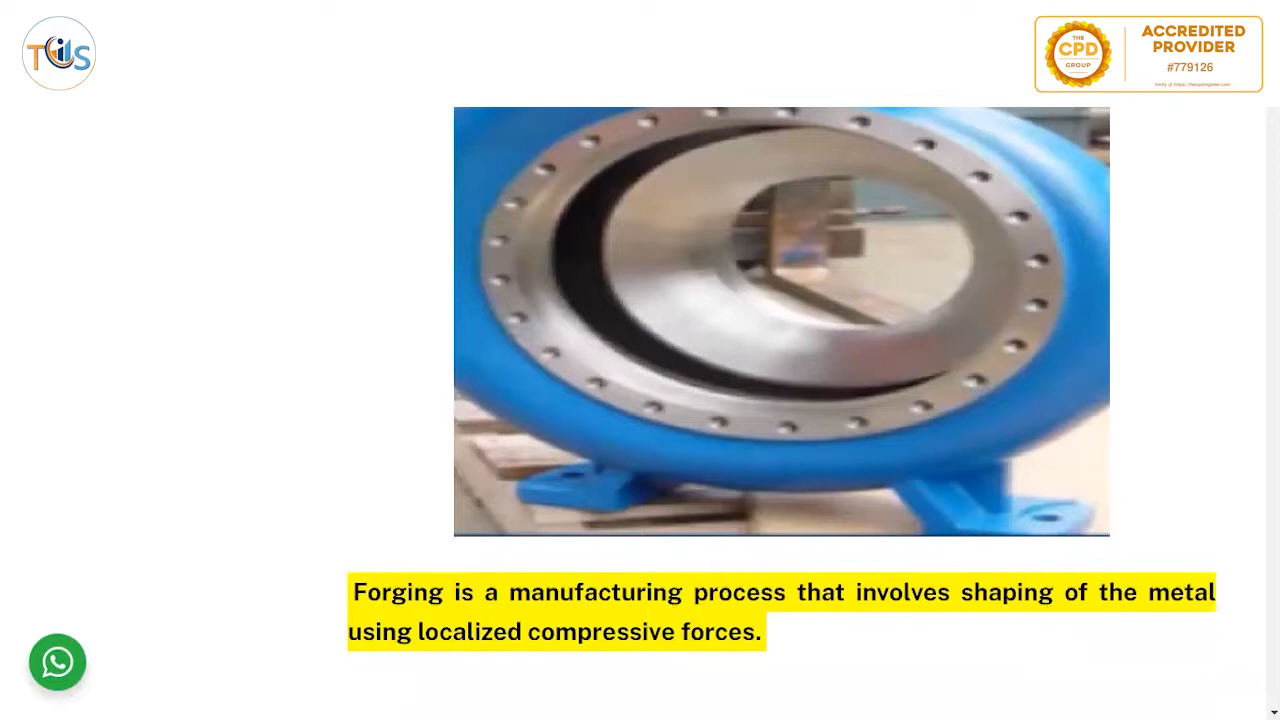 TCiLS
THE
CPD
GROUP
ACCREDITED
PROVIDER
#779126
Forging is a manufacturing process that involves shaping of the metal
using localized compressive forces.